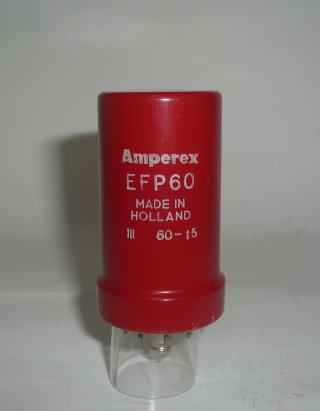 Amperex
EFP60
MADE IN
HOLLAND
III 60-15